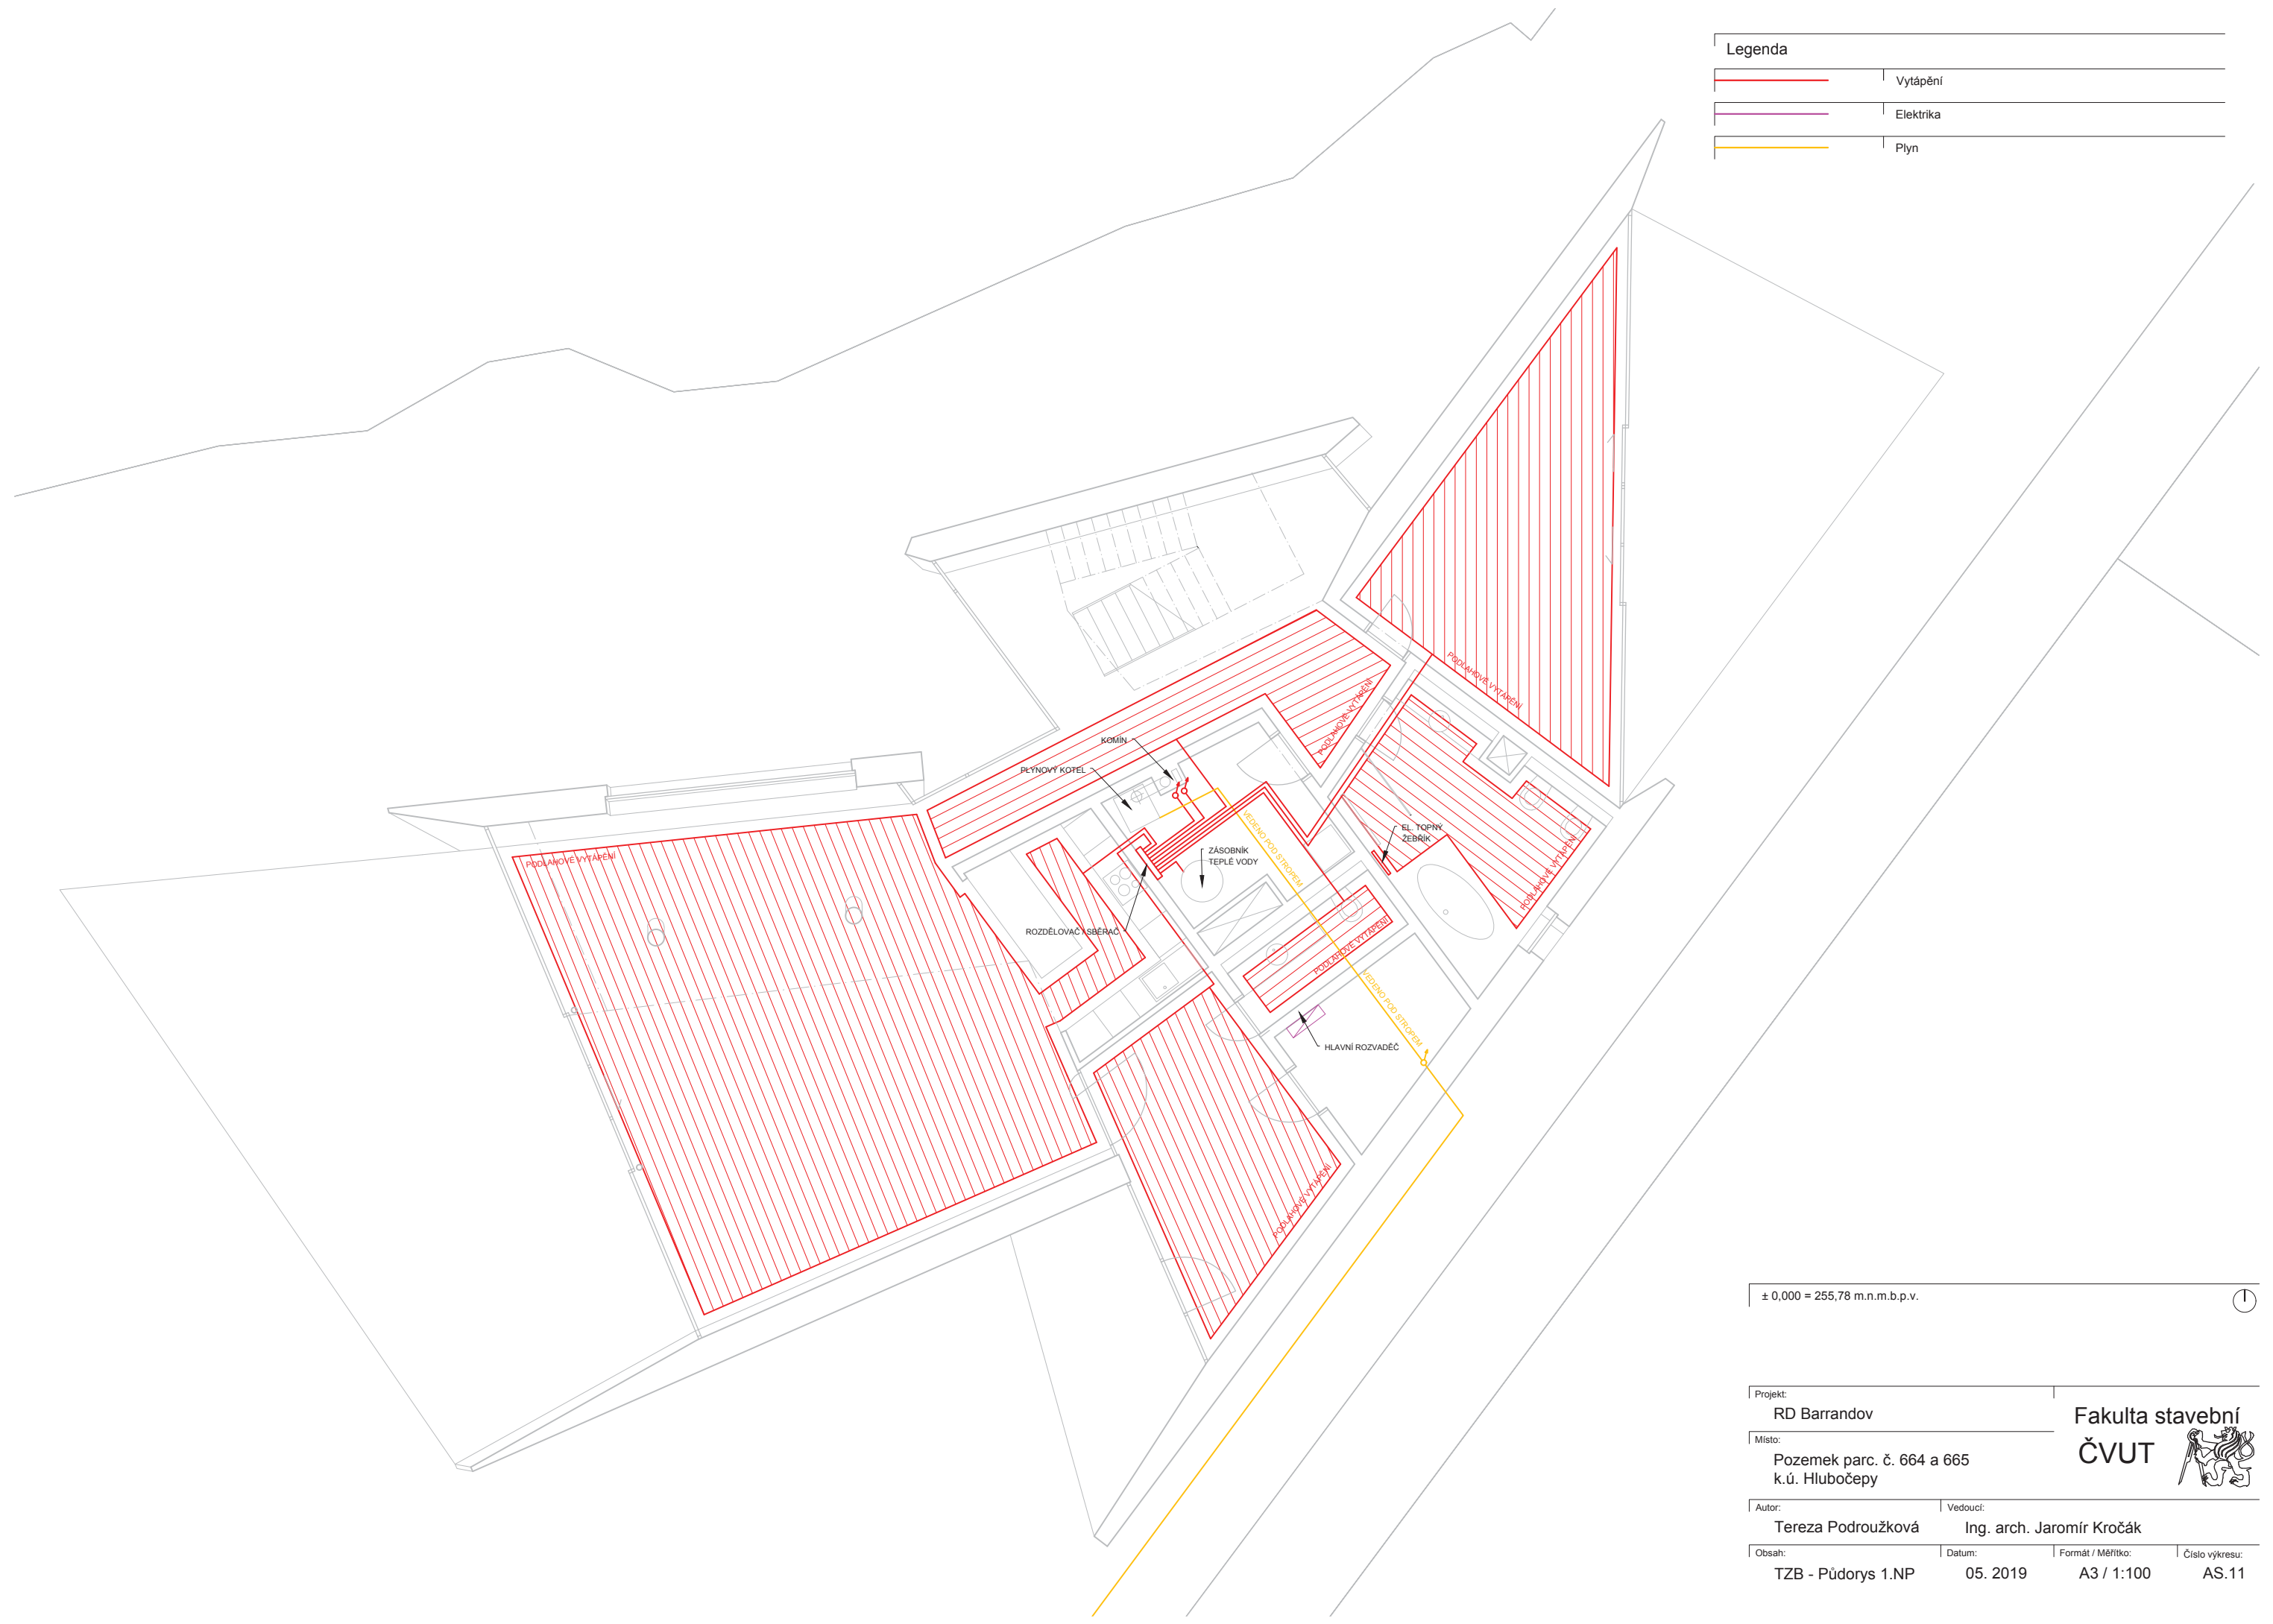 Legenda
Vytápění
Elektrika
Plyn
PODLAHOVÉ VYTÁPĚNÍ
PODLAHOVÉ VYTÁPĚNÍ
KOMÍN
PLYNOVÝ KOTEL
VEDENO POD STROPEM
EL. TOPNÝ
ŽEBŘÍK
ZÁSOBNÍK
TEPLÉ VODY
PODLAHOVÉ VYTÁPĚNÍ
PODLAHOVÉ VYTÁPĚNÍ
ROZDĚLOVAČ / SBĚRAČ
PODLAHOVÉ VYTÁPĚNÍ
VEDENO POD STROPEM
HLAVNÍ ROZVADĚČ
PODLAHOVÉ VYTÁPĚNÍ
± 0,000 = 255,78 m.n.m.b.p.v.
Projekt:
RD Barrandov
Fakulta stavební
ČVUT
Místo:
Pozemek parc. č. 664 a 665
k.ú. Hlubočepy
Autor:
Tereza Podroužková
Vedoucí:
Ing. arch. Jaromír Kročák
Obsah:
TZB - Půdorys 1.NP
Datum:
05. 2019
Formát / Měřítko:
A3 / 1:100
Číslo výkresu:
AS.11